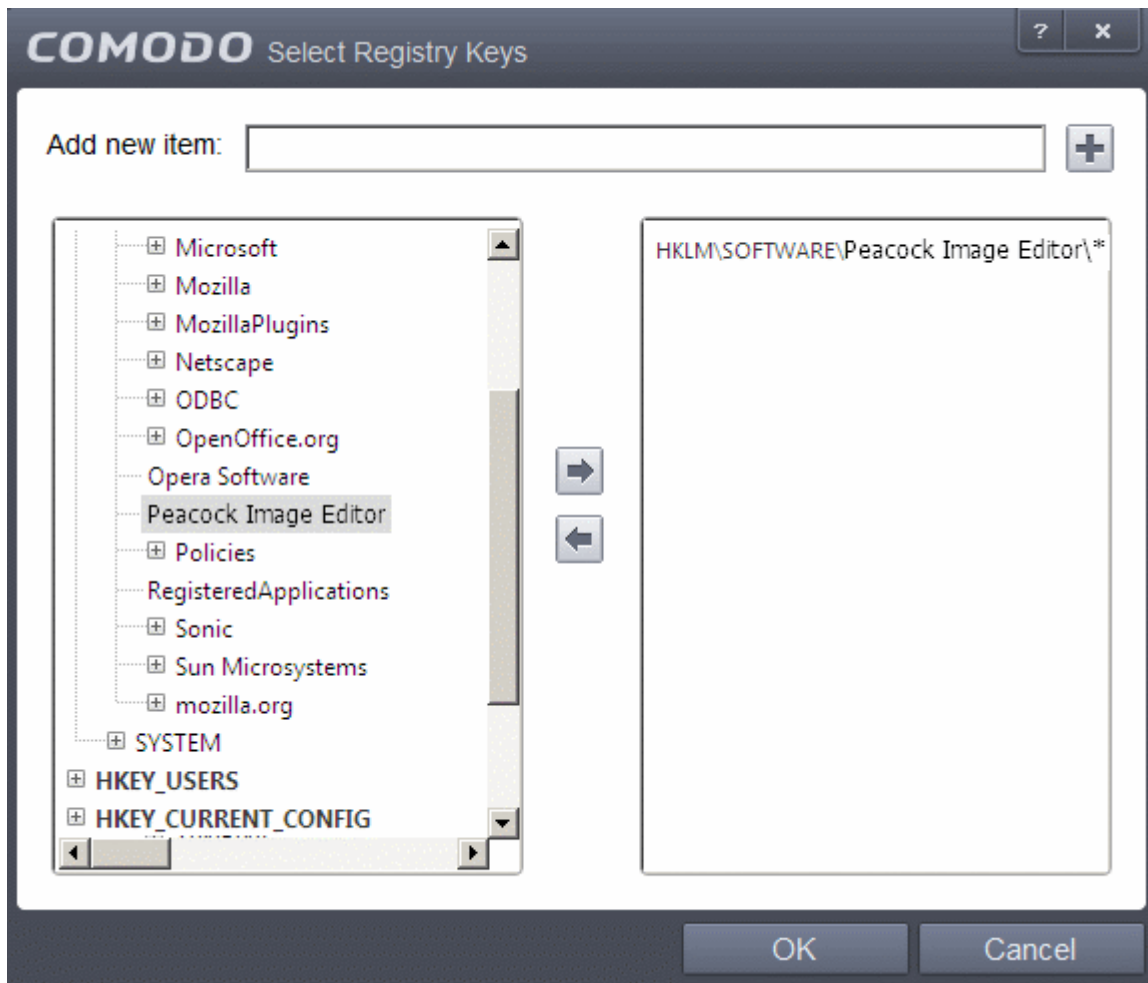 COMODO Select Registry Keys
?
Add new item:
Microsoft
Mozilla
MozillaPlugins
Netscape
ODBC
OpenOffice.org
Opera Software
Peacock Image Editor
Policies
RegisteredApplications
Sonic
Sun Microsystems
mozilla.org
SYSTEM
HKEY_USERS
HKEY_CURRENT_CONFIG
HKLM\SOFTWARE\Peacock Image Editor\*
OK
Cancel